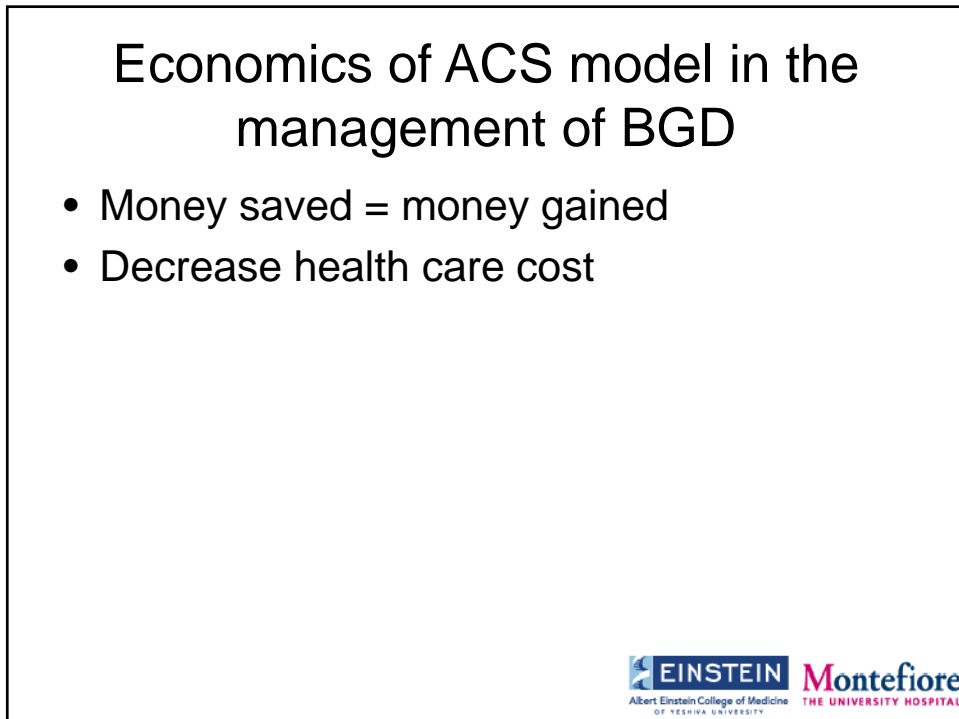 Economics of ACS model in the
management of BGD
• Money saved = money gained
• Decrease health care cost
EINSTEIN
Albert Einstein College of Medicine
OF YESHIVA UNIVERSITY
Montefiore
THE UNIVERSITY HOSPITAL